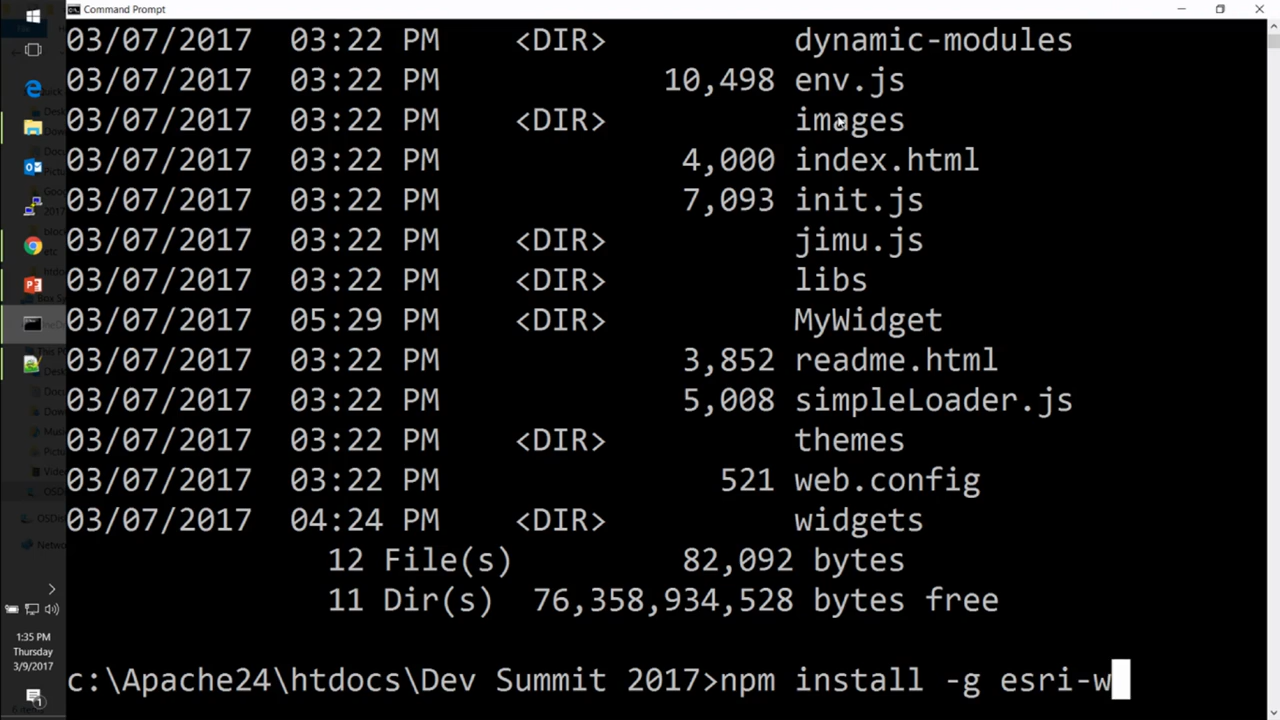 Command Prompt
03/07/2017 03:22 PM <DIR> dynamic-modules
03/07/2017 03:22 PM 10,498 env.js
03/07/2017 03:22 PM <DIR> images
03/07/2017 03:22 PM 4,000 index.html
03/07/2017 03:22 PM 7,093 init.js
03/07/2017 03:22 PM <DIR> jimu.js
03/07/2017 03:22 PM <DIR> libs
03/07/2017 05:29 PM <DIR> MyWidget
03/07/2017 03:22 PM 3,852 readme.html
03/07/2017 03:22 PM 5,008 simpleLoader.js
03/07/2017 03:22 PM <DIR> themes
03/07/2017 03:22 PM 521 web.config
03/07/2017 04:24 PM <DIR> widgets
12 File(s) 82,092 bytes
11 Dir(s) 76,358,934,528 bytes free
c:\Apache24\htdocs\Dev Summit 2017>npm install -g esri-w
1:35 PM
Thursday
3/9/2017